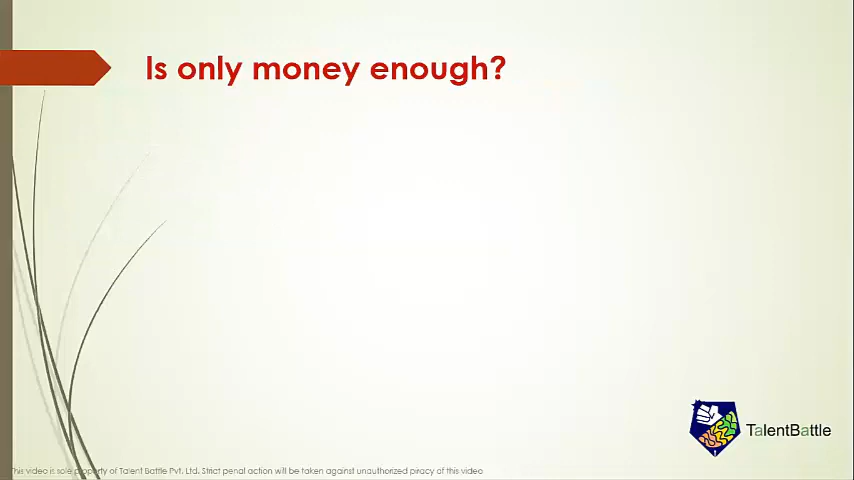 Is only money enough?
TalentBattle
This video is sole property of Talent Battle Pvt. Ltd. Strict penal action will be taken against unauthorized piracy of this video